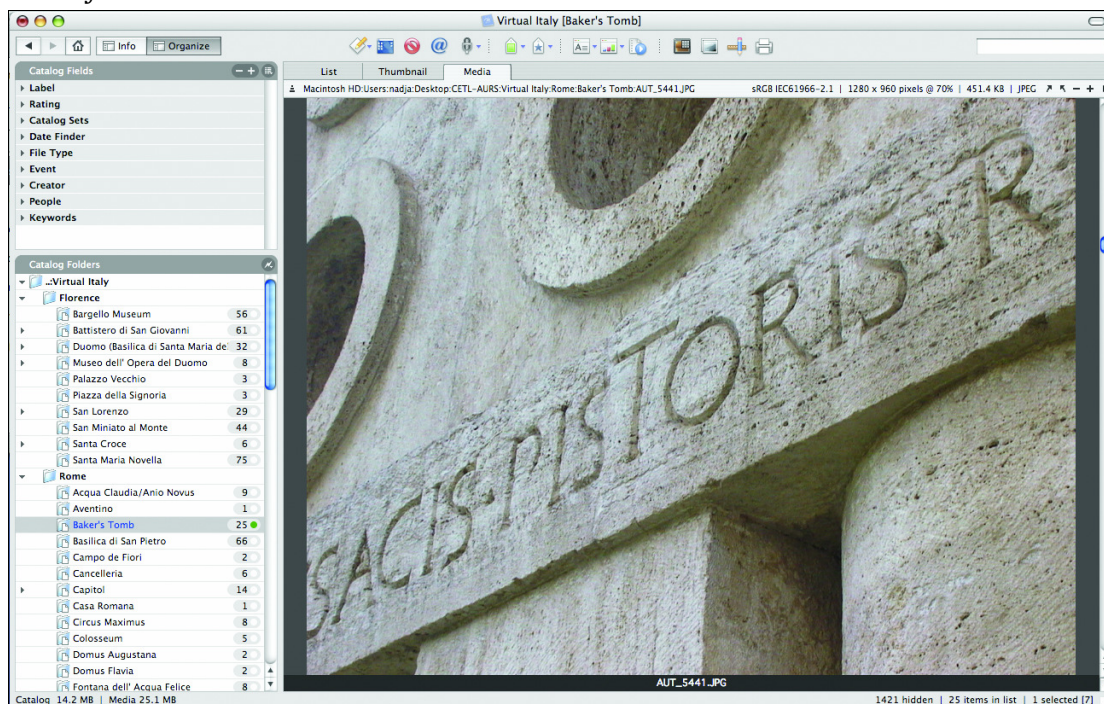 Virtual Italy [Baker's Tomb]
Info Organize
Catalog Fields
List Thumbnail Media
Macintosh HD:Users:nadja:Desktop:CETL-AURS:Virtual Italy:Rome:Baker's Tomb:AUT_5441.JPG sRGB IEC61966-2.1 | 1280 x 960 pixels @ 70% | 451.4 KB | JPEG
Label
Rating
Catalog Sets
Date Finder
File Type
Event
Creator
People
Keywords
Catalog Folders
..:Virtual Italy
Florence
Bargello Museum 56
Battistero di San Giovanni 61
Duomo (Basilica di Santa Maria de 32
Museo dell' Opera del Duomo 8
Palazzo Vecchio 3
Piazza della Signoria 3
San Lorenzo 29
San Miniato al Monte 44
Santa Croce 6
Santa Maria Novella 75
Rome
Acqua Claudia/Anio Novus 9
Aventino 1
Baker's Tomb 25
Basilica di San Pietro 66
Campo de Fiori 2
Cancelleria 6
Capitol 14
Casa Romana 1
Circus Maximus 8
Colosseum 5
Domus Augustana 2
Domus Flavia 2
Fontana dell' Acqua Felice 8
SACIS·PISTORIS R
AUT_5441.JPG
Catalog 14.2 MB | Media 25.1 MB 1421 hidden | 25 items in list | 1 selected [7]